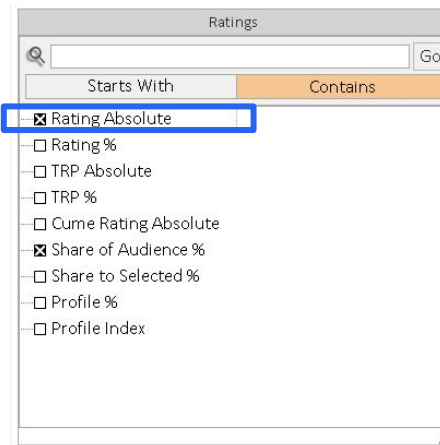 Ratings
Go
Starts With Contains
Rating Absolute
Rating %
TRP Absolute
TRP %
Cume Rating Absolute
Share of Audience %
Share to Selected %
Profile %
Profile Index